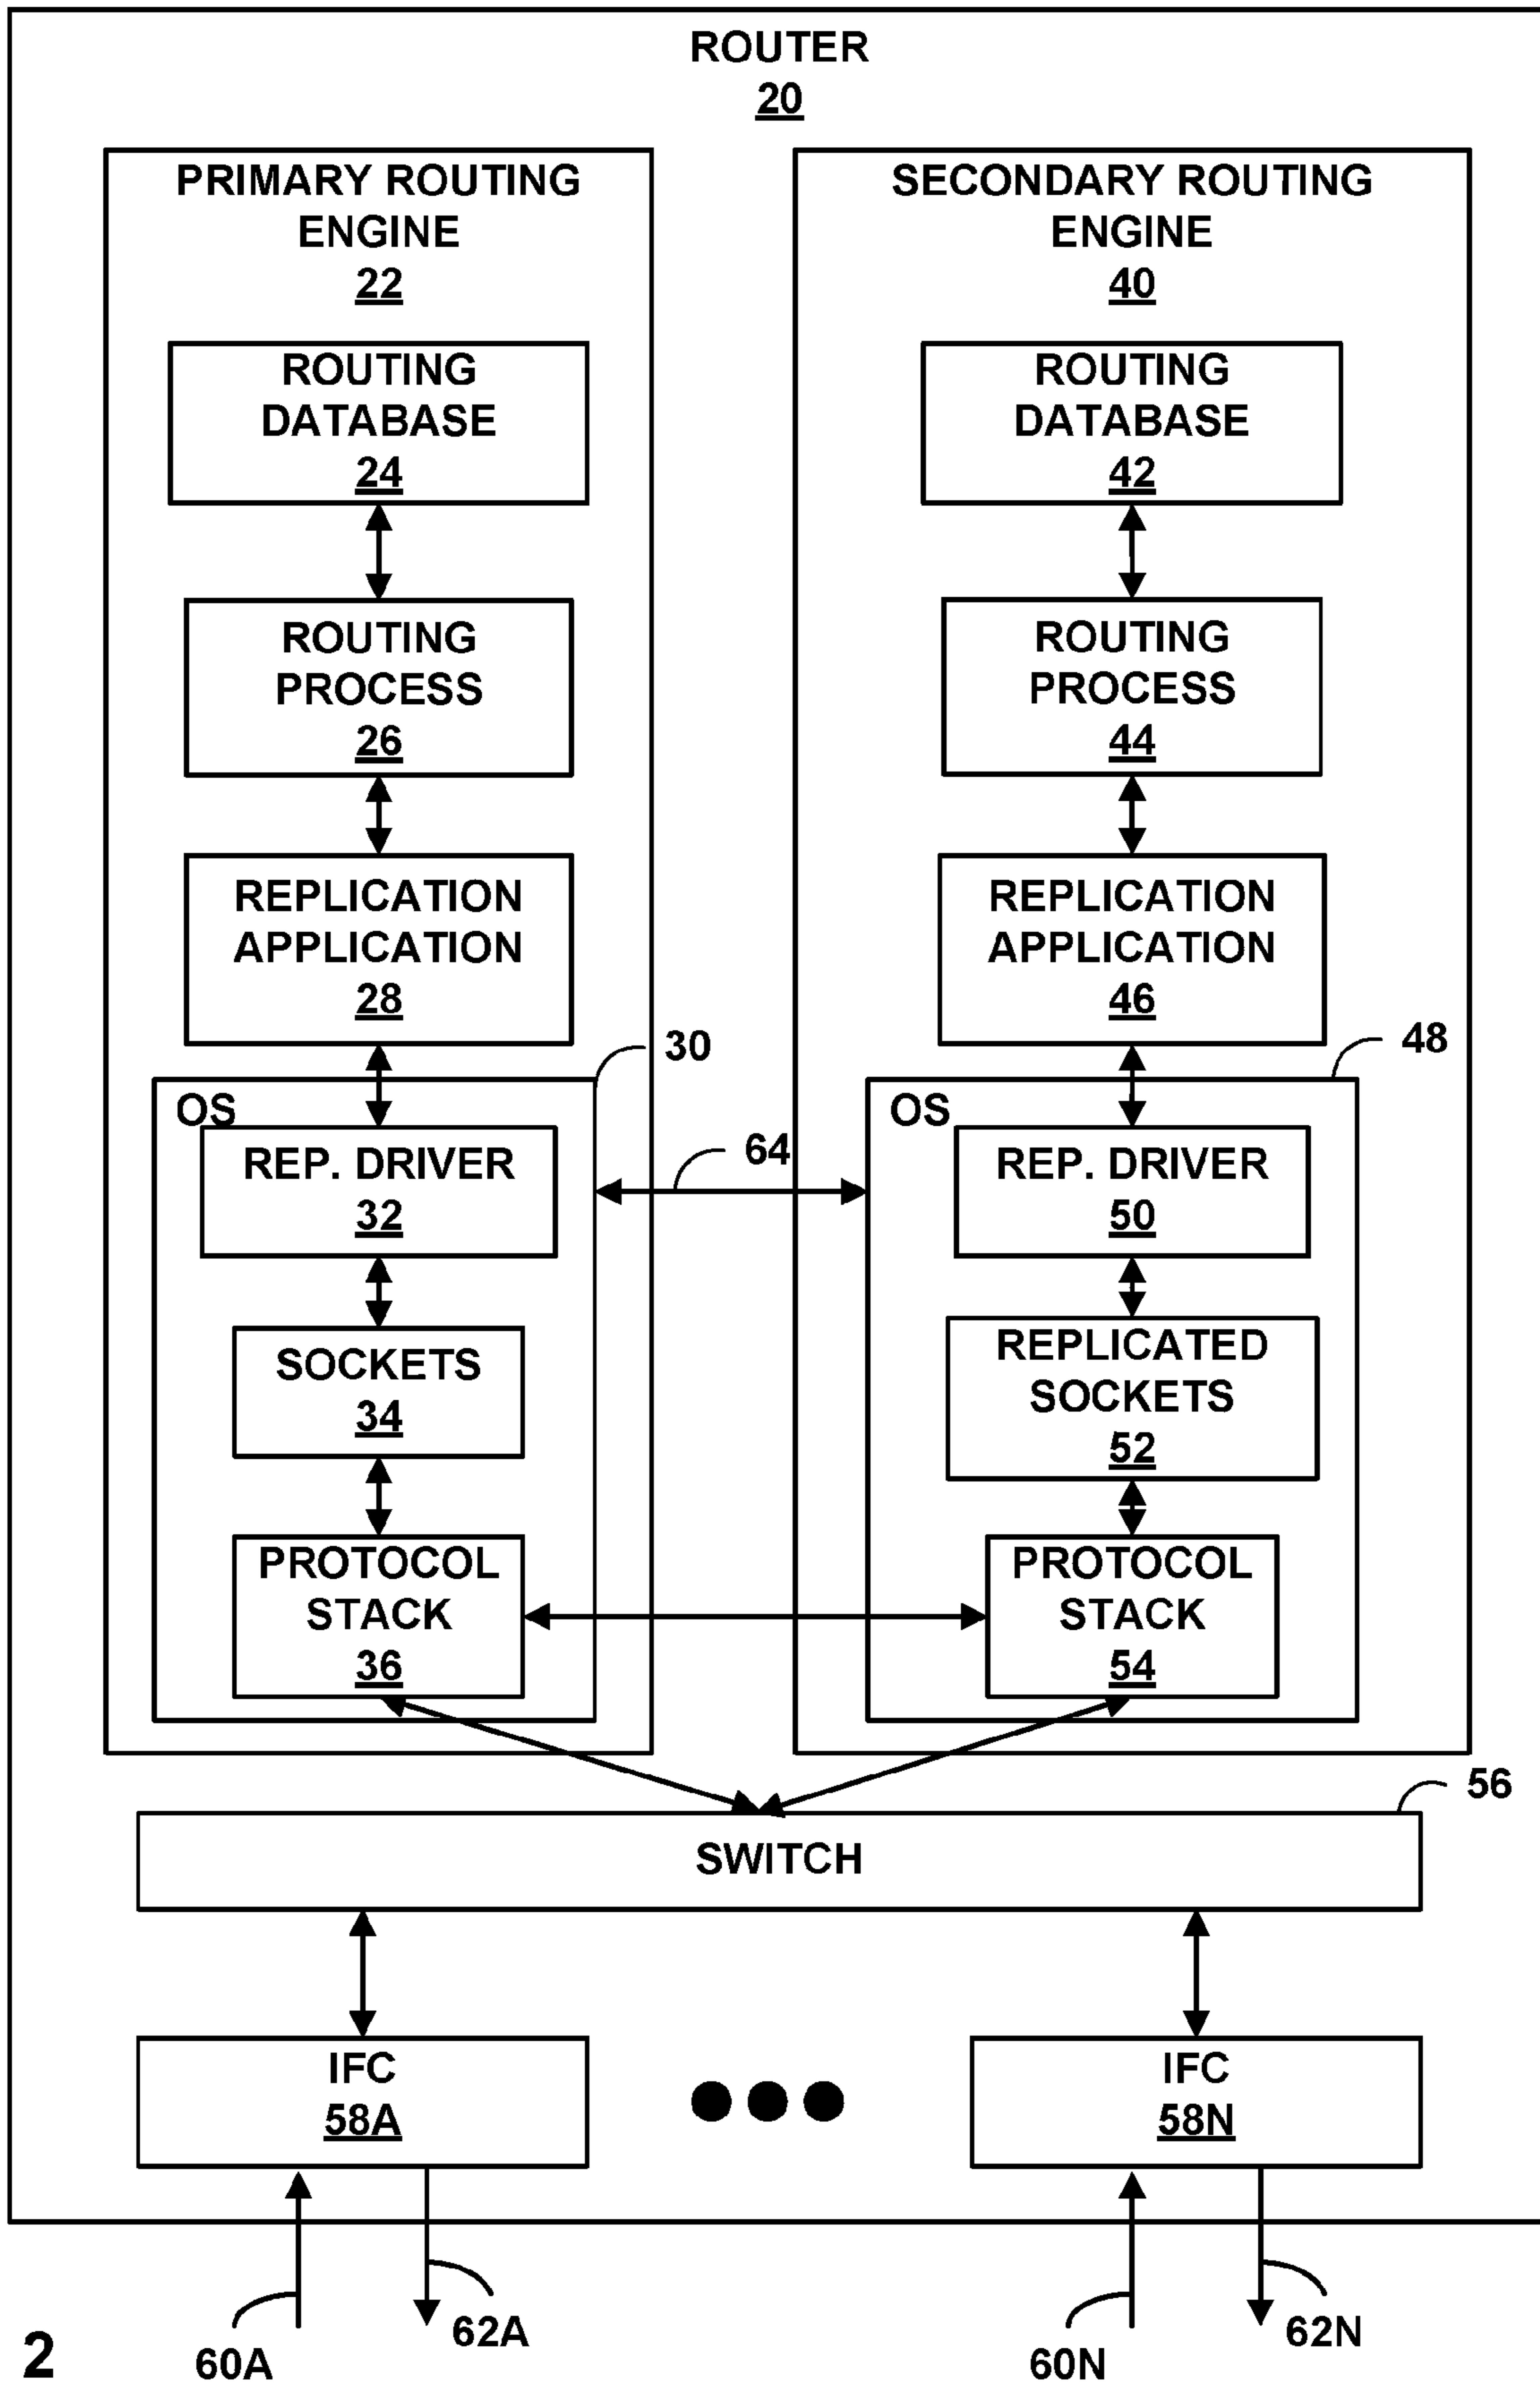 ROUTER
20
PRIMARY ROUTING
ENGINE
22
ROUTING
DATABASE
24
ROUTING
PROCESS
26
REPLICATION
APPLICATION
28
30
OS
REP. DRIVER
32
64
SOCKETS
34
PROTOCOL
STACK
36
SECONDARY ROUTING
ENGINE
40
ROUTING
DATABASE
42
ROUTING
PROCESS
44
REPLICATION
APPLICATION
46
48
OS
REP. DRIVER
50
REPLICATED
SOCKETS
52
PROTOCOL
STACK
54
56
SWITCH
IFC
58A
IFC
58N
60A
62A
60N
62N
2